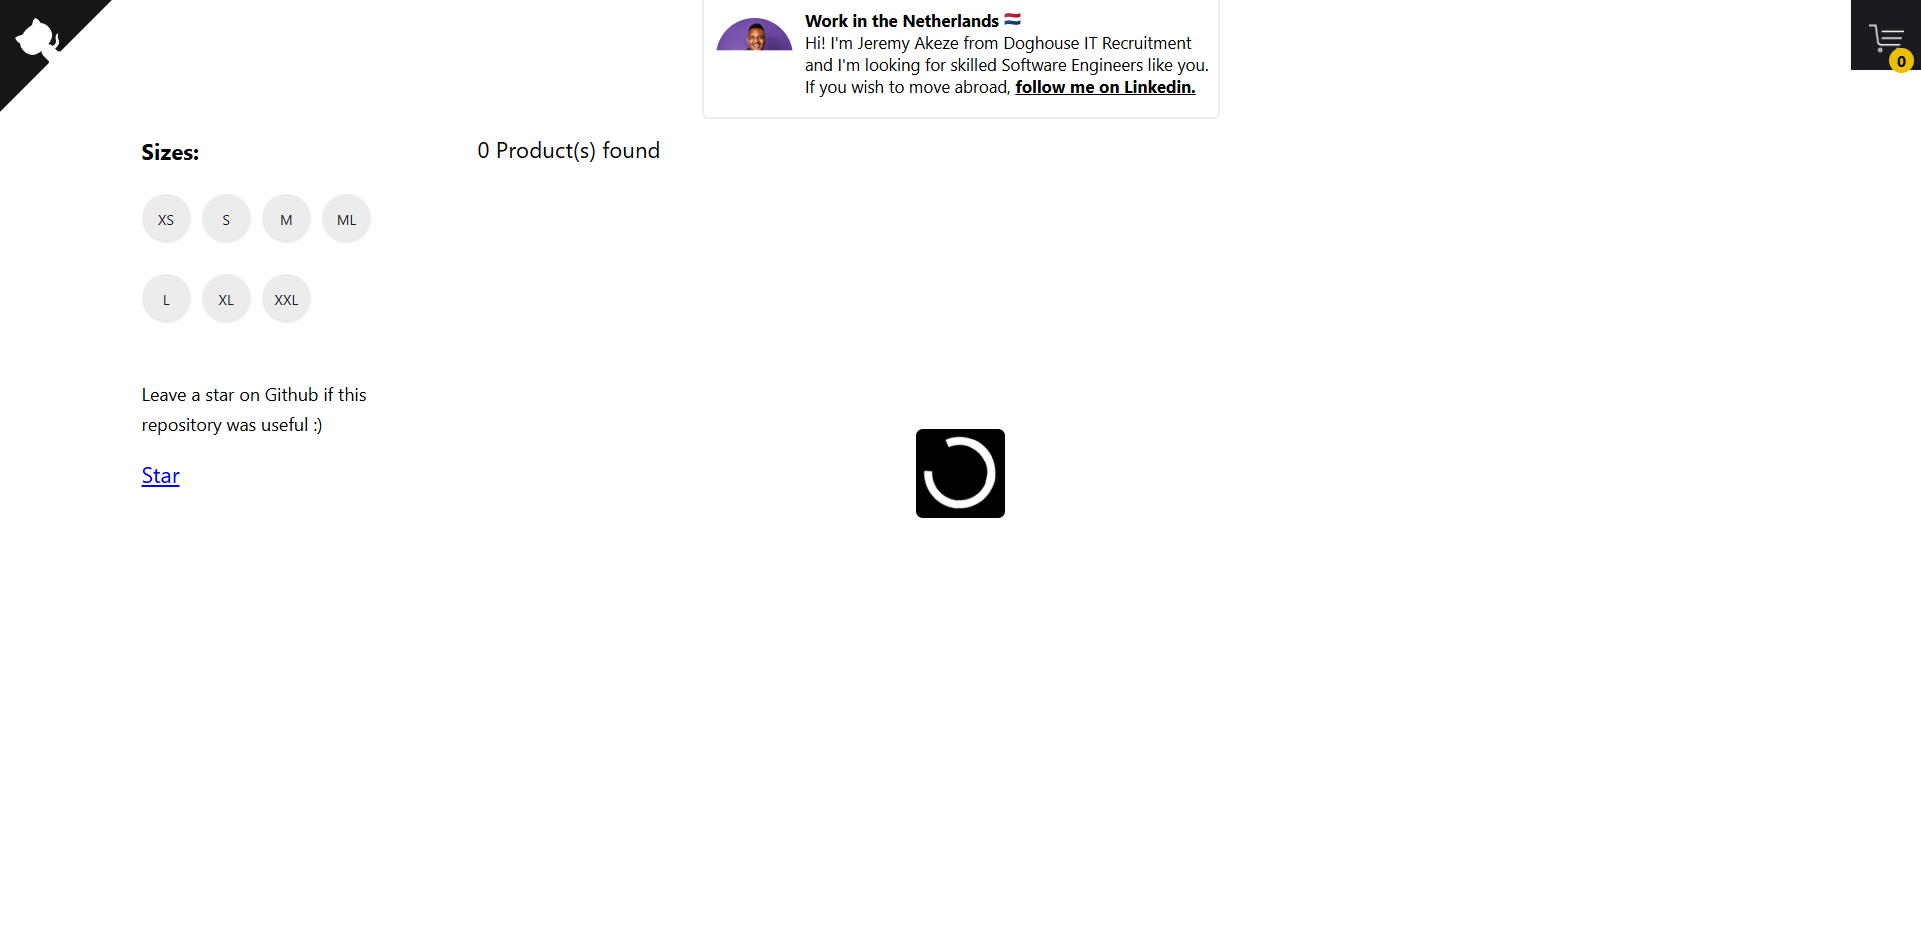 Work in the Netherlands 🇳🇱
Hi! I'm Jeremy Akeze from Doghouse IT Recruitment
and I'm looking for skilled Software Engineers like you.
If you wish to move abroad, follow me on Linkedin.
0
Sizes:
XS S M ML
L XL XXL
Leave a star on Github if this
repository was useful :)
Star
0 Product(s) found